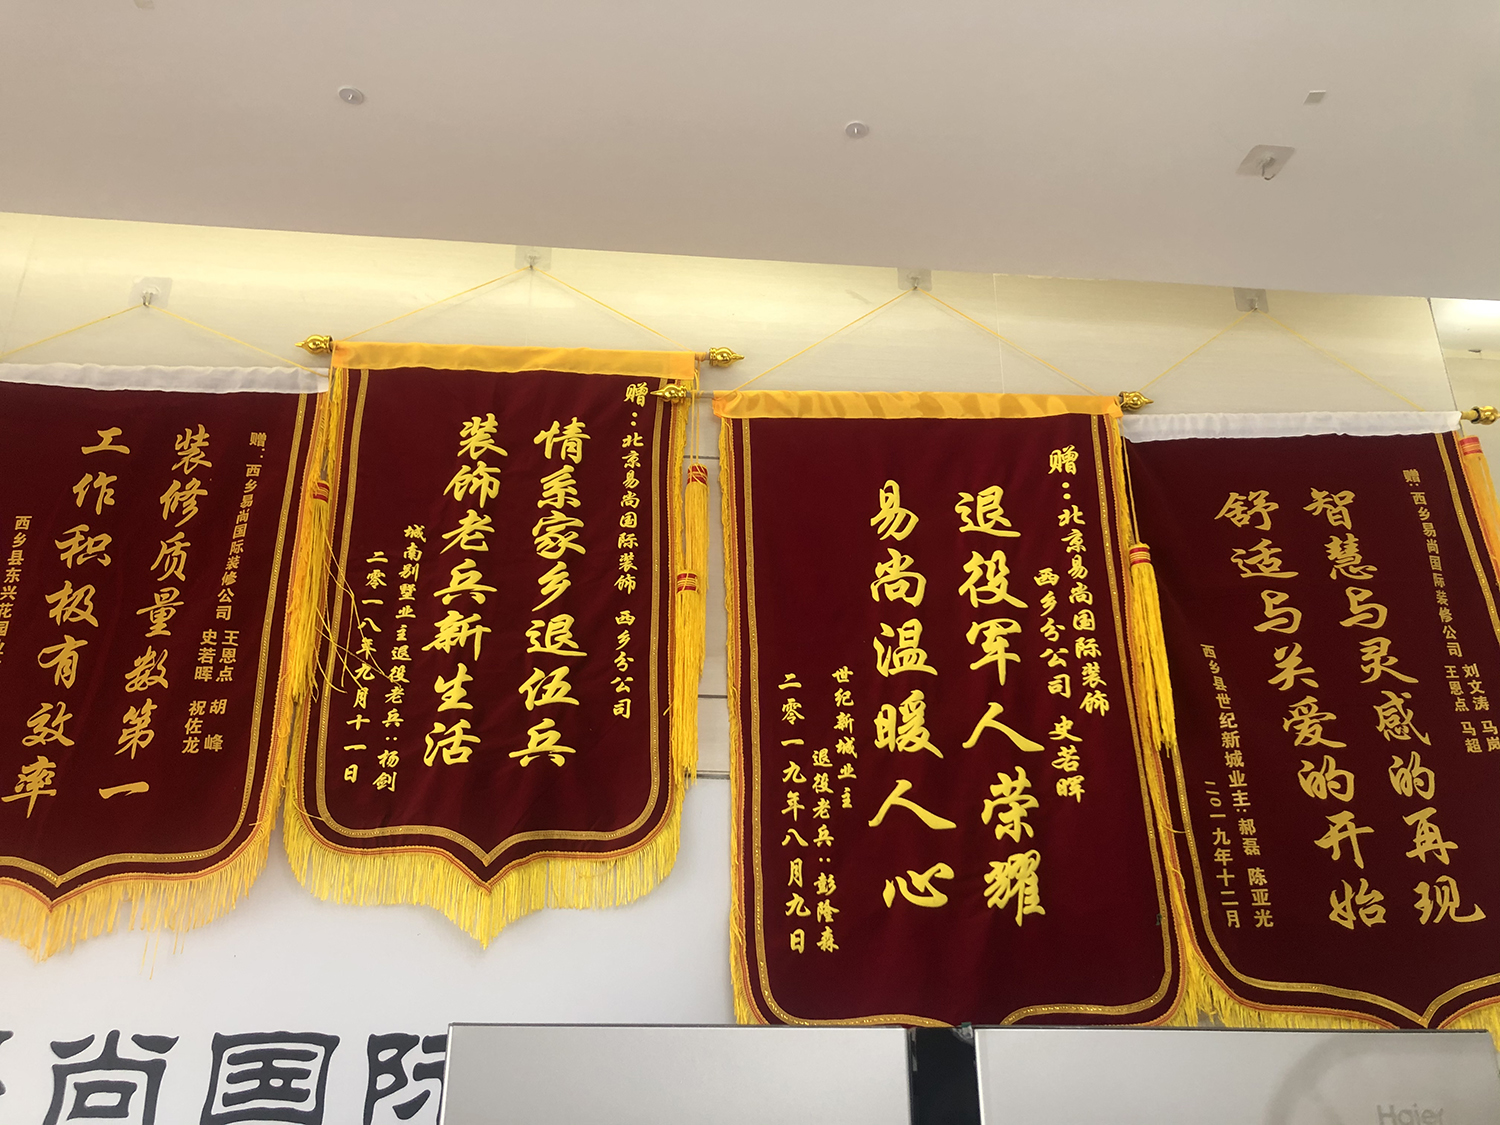 赠：西乡易尚国际装修公司
王恩点 胡峰
史若晖 祝佐龙
装修质量数第一
工作积极有效率
西乡县东兴花园
赠：北京易尚国际装饰 西乡分公司
情系家乡退伍兵
装饰老兵新生活
城南别墅业主退役老兵：杨剑
二零一八年九月十一日
赠：北京易尚国际装饰
西乡分公司 史若晖
退役军人荣耀
易尚温暖人心
世纪新城业主
退役老兵：彭隆森
二零一九年八月九日
赠：西乡易尚国际装修公司
刘文涛 马岚
王恩点 马超
智慧与灵感的再现
舒适与关爱的开始
西乡县世纪新城业主：郝磊 陈亚光
二〇一九年十二月
尚国际
Haier